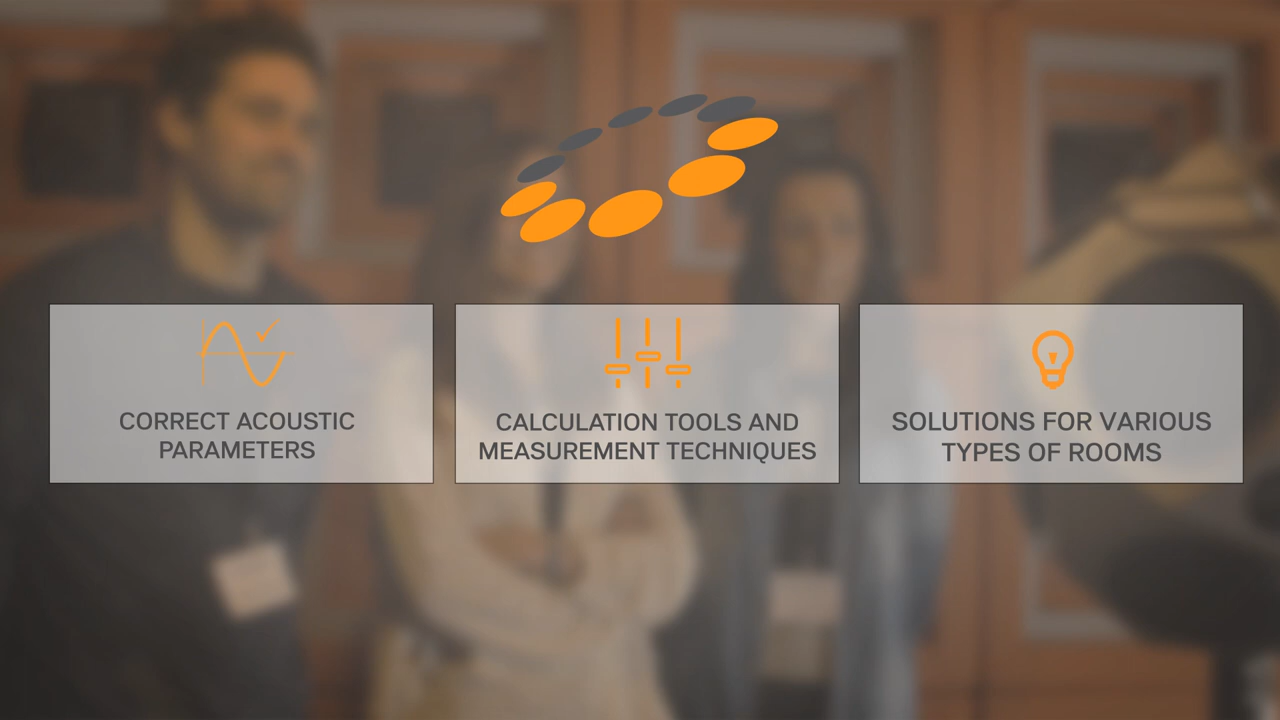 CORRECT ACOUSTIC
PARAMETERS
CALCULATION TOOLS AND
MEASUREMENT TECHNIQUES
SOLUTIONS FOR VARIOUS
TYPES OF ROOMS